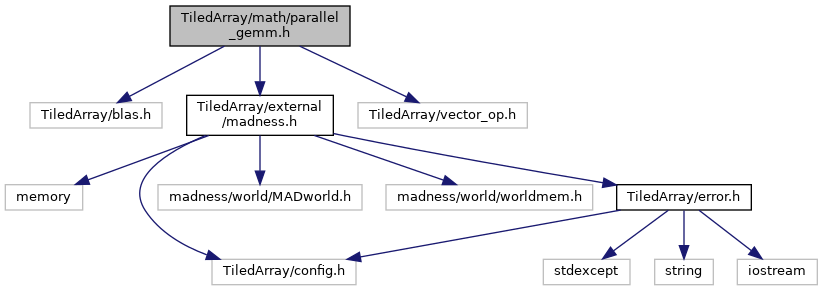 TiledArray/math/parallel
_gemm.h
TiledArray/blas.h
TiledArray/external
/madness.h
TiledArray/vector_op.h
memory
madness/world/MADworld.h
madness/world/worldmem.h
TiledArray/error.h
TiledArray/config.h
stdexcept
string
iostream